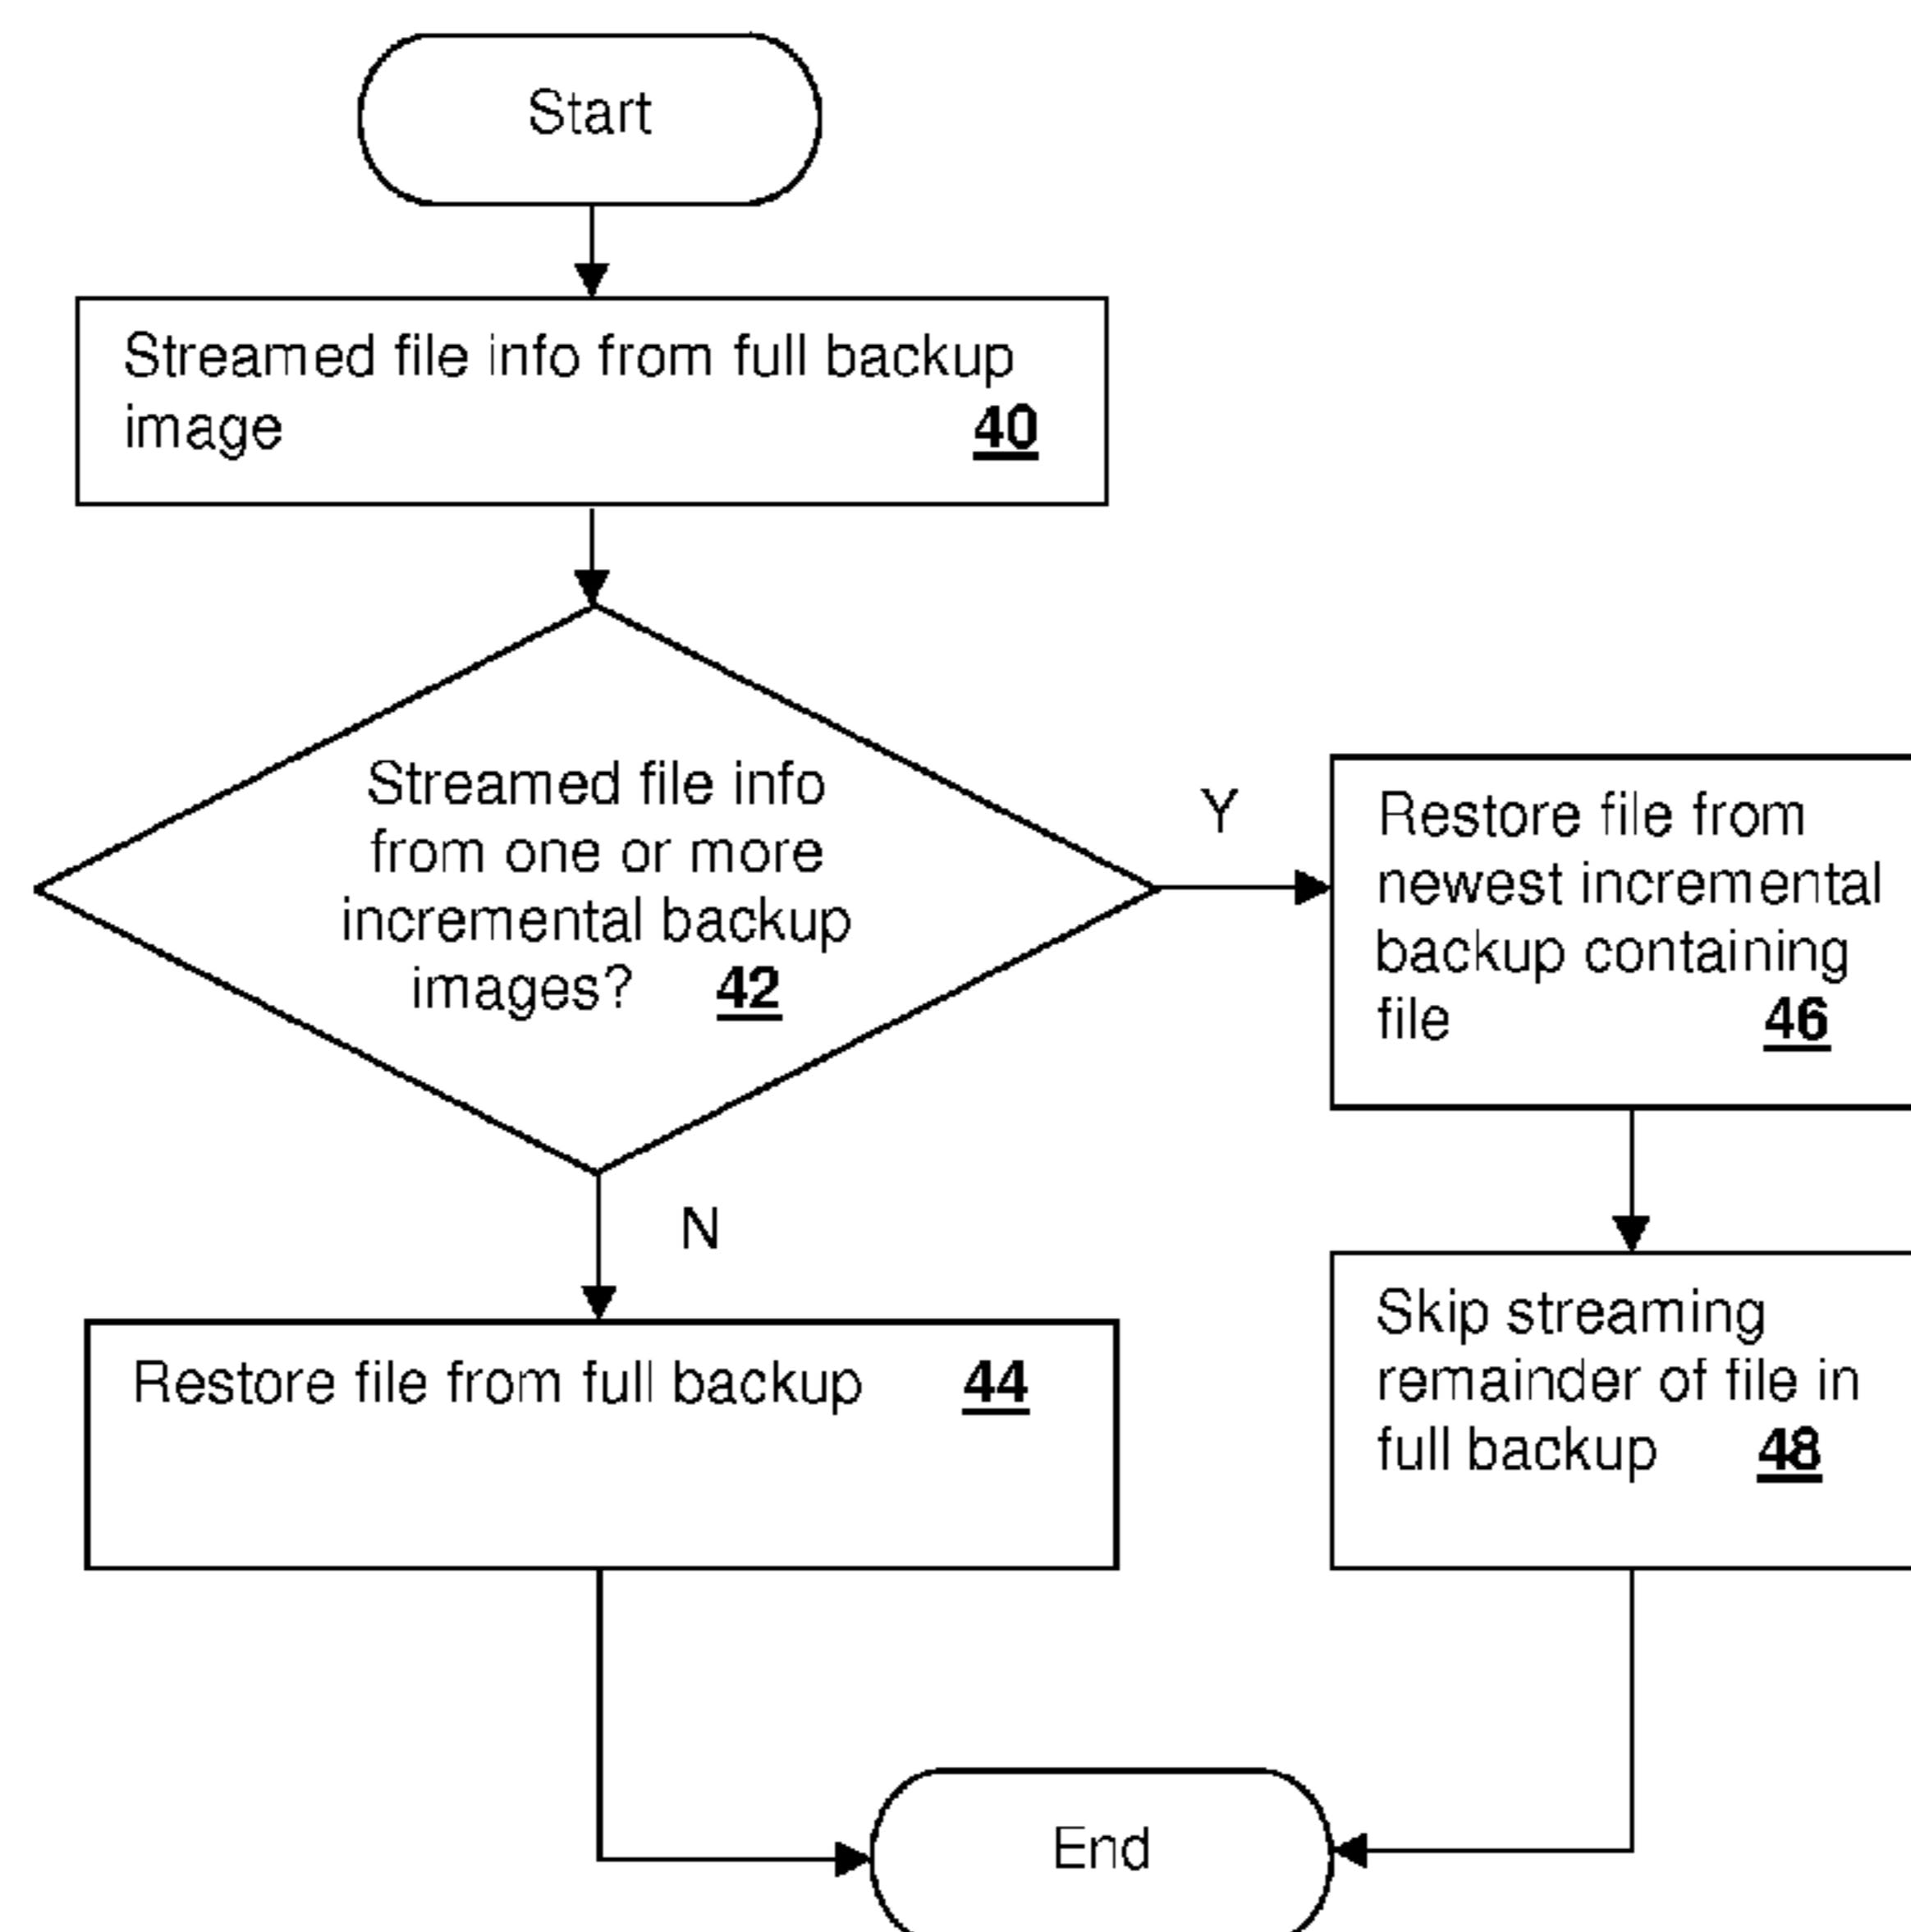 Start
Streamed file info from full backup
image 40
Streamed file info
from one or more
incremental backup
images? 42
Y
Restore file from
newest incremental
backup containing
file 46
N
Restore file from full backup 44
Skip streaming
remainder of file in
full backup 48
End